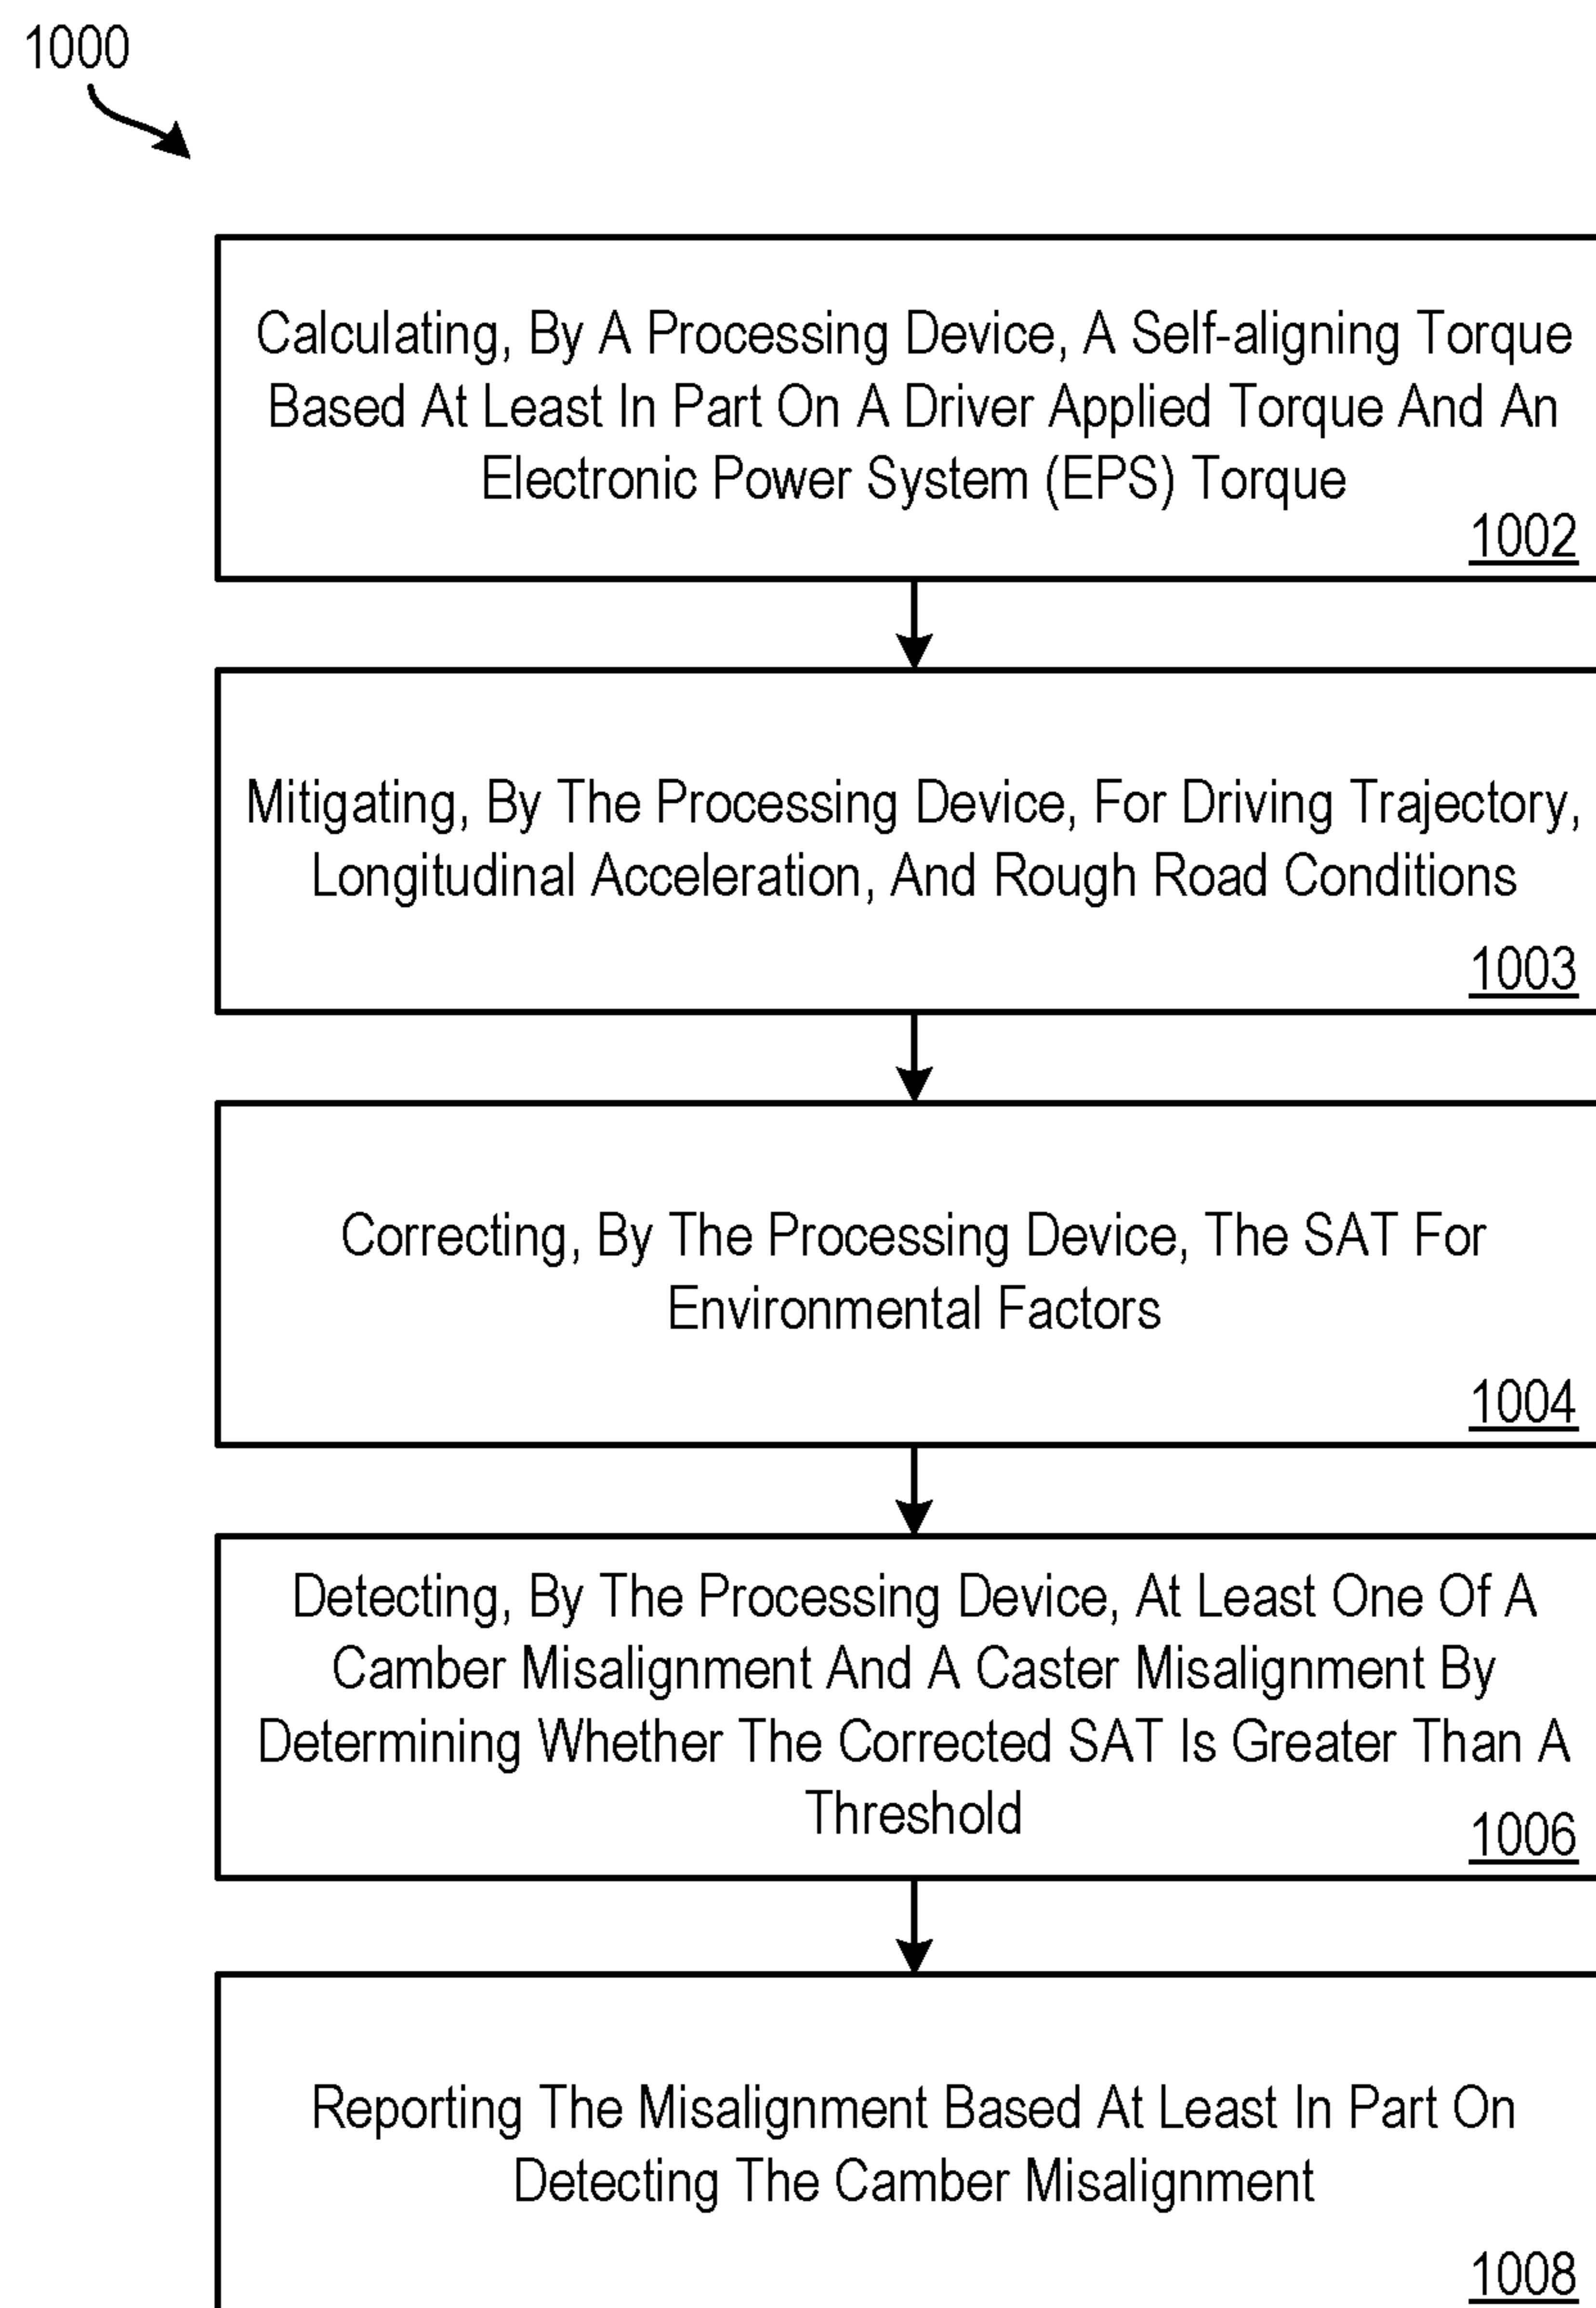 1000
Calculating, By A Processing Device, A Self-aligning Torque
Based At Least In Part On A Driver Applied Torque And An
Electronic Power System (EPS) Torque
1002
Mitigating, By The Processing Device, For Driving Trajectory,
Longitudinal Acceleration, And Rough Road Conditions
1003
Correcting, By The Processing Device, The SAT For
Environmental Factors
1004
Detecting, By The Processing Device, At Least One Of A
Camber Misalignment And A Caster Misalignment By
Determining Whether The Corrected SAT Is Greater Than A
Threshold
1006
Reporting The Misalignment Based At Least In Part On
Detecting The Camber Misalignment
1008